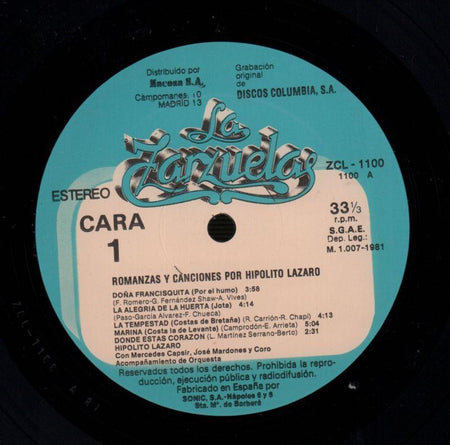 Distribuido por
Nacosa S.A.
Campomanes, 10
MADRID 13
Grabación
original
de
DISCOS COLUMBIA, S.A.
La
Zarzuela
ZCL - 1100
1100 A
ESTEREO
CARA
1
33⅓
r.p.m.
S.G.A.E.
Dep. Leg.:
M. 1.007-1981
ROMANZAS Y CANCIONES POR HIPOLITO LAZARO
DOÑA FRANCISQUITA (Por el humo) 3:58
(F. Romero-G. Fernández Shaw-A. Vives)
LA ALEGRIA DE LA HUERTA (Jota) 4:14
(Paso-García Alvarez-F. Chueca)
LA TEMPESTAD (Costas de Bretaña) (R. Carrión-R. Chapí) 4:13
MARINA (Costa la de Levante) (Camprodón-E. Arrieta) 5:04
DONDE ESTAS CORAZON (L. Martínez Serrano-Berto) 2:31
HIPOLITO LAZARO
Con Mercedes Capsir, José Mardones y Coro
Acompañamiento de Orquesta
Reservados todos los derechos. Prohibida la repro-
ducción, ejecución pública y radiodifusión.
Fabricado en España por
SONIC, S.A.-Nápoles 2 y 5
Sta. Mª. de Barberá